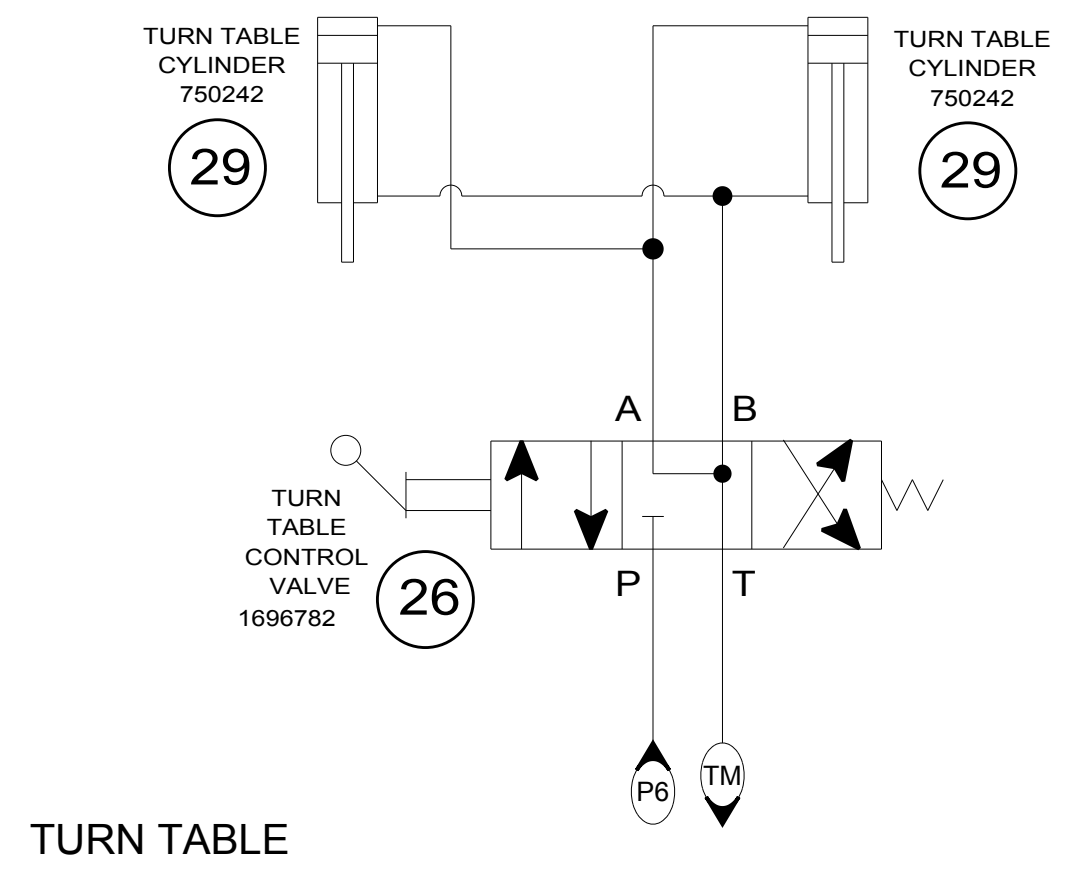 TURN TABLE
CYLINDER
750242
29
TURN TABLE
CYLINDER
750242
29
A
B
TURN
TABLE
CONTROL
VALVE
1696782
26
P
T
P6
TM
TURN TABLE